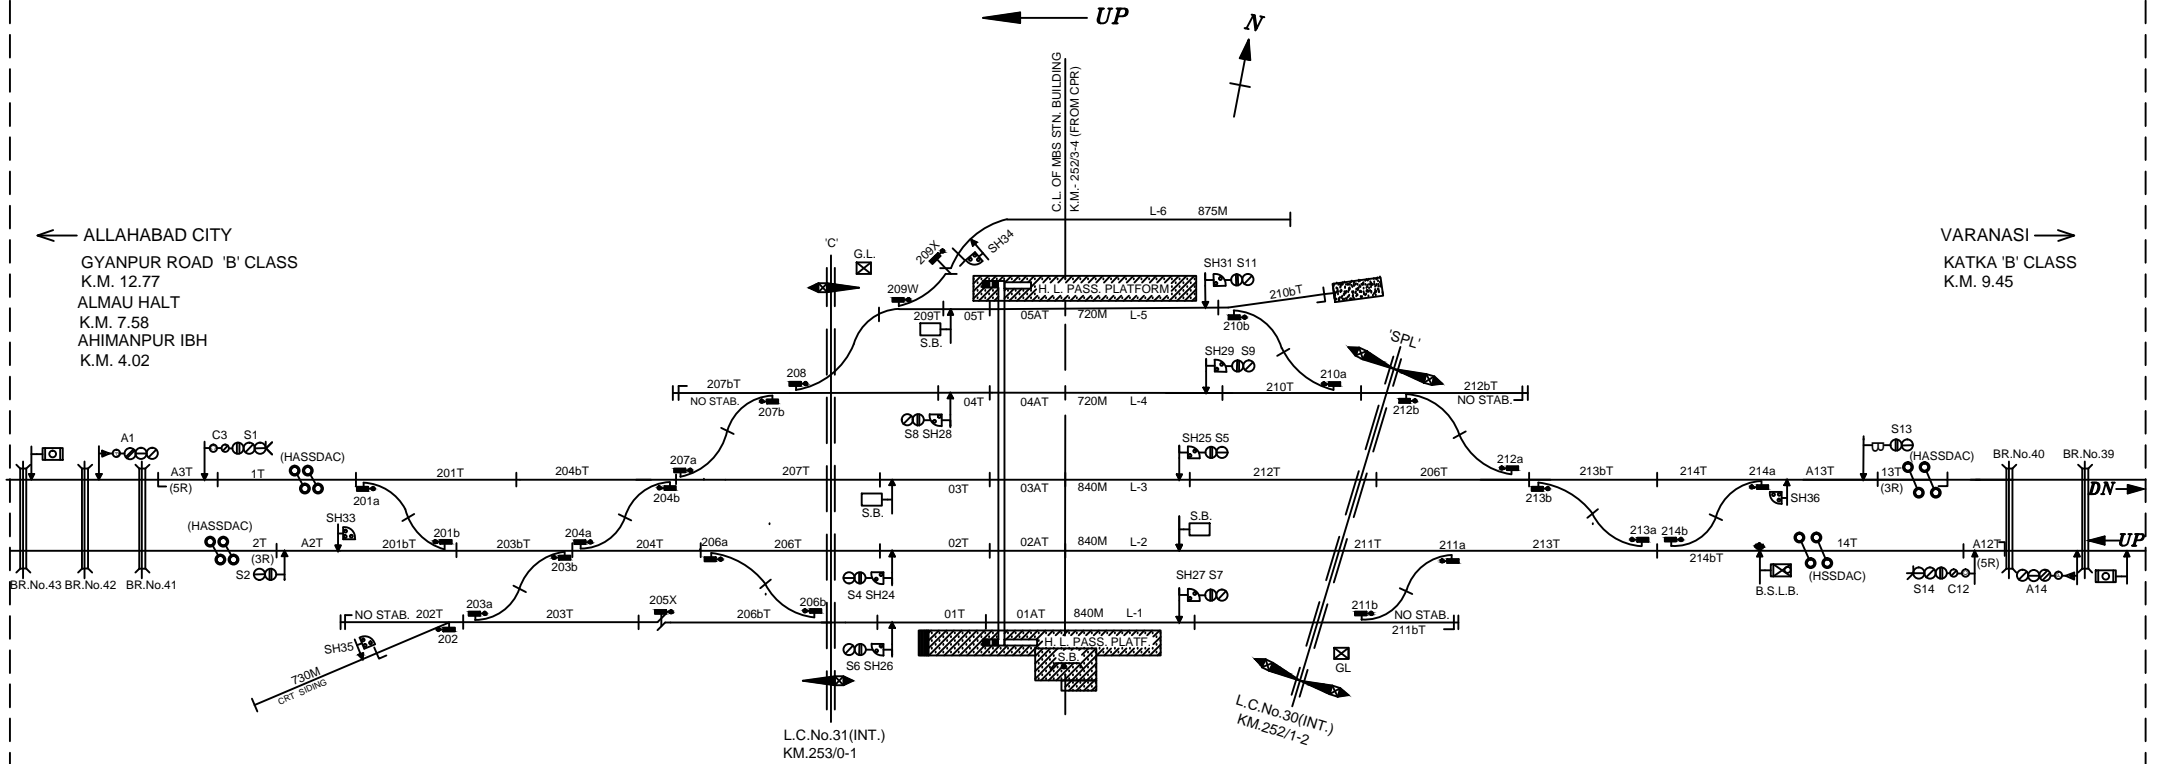 UP
N
C.L. OF MBS STN. BUILDING
K.M.- 252/3-4 (FROM CPR)
L-6 875M
ALLAHABAD CITY
GYANPUR ROAD 'B' CLASS
K.M. 12.77
ALMAU HALT
K.M. 7.58
AHIMANPUR IBH
K.M. 4.02
VARANASI
KATKA 'B' CLASS
K.M. 9.45
'C'
G.L.
209X
SH34
209W
H. L. PASS. PLATFORM
SH31 S11
210bT
209T 05T 05AT 720M L-5
S.B.
210b
'SPL'
SH29 S9
208
207bT
NO STAB.
207b
04T 04AT 720M L-4
210T
210a
212bT
NO STAB.
212b
S8 SH28
A1
C3 S1
(HASSDAC)
A3T
(5R)
1T
201T
204bT
207a
207T
SH25 S5
212T
206T
212a
213bT
214T
214a
A13T
S13
13T
(3R)
(HASSDAC)
BR.No.40
BR.No.39
201a
204b
03T 03AT 840M L-3
S.B.
213b
SH36
DN
(HASSDAC)
SH33
2T
(3R)
A2T
201bT
201b
203bT
204a
204T
206a
206T
02T 02AT 840M L-2
S.B.
211T
211a
213T
213a
214b
214bT
14T
A12T
(5R)
UP
S2
203b
S4 SH24
SH27 S7
B.S.L.B.
(HSSDAC)
S14 C12
A14
BR.No.43
BR.No.42
BR.No.41
NO STAB.
202T
203a
203T
205X
206bT
206b
01T 01AT 840M L-1
211b
NO STAB.
211bT
202
SH35
730M
CRT SIDING
S6 SH26
H. L. PASS. PLATF.
S.B.
GL
L.C.No.31(INT.)
KM.253/0-1
L.C.No.30(INT.)
KM.252/1-2